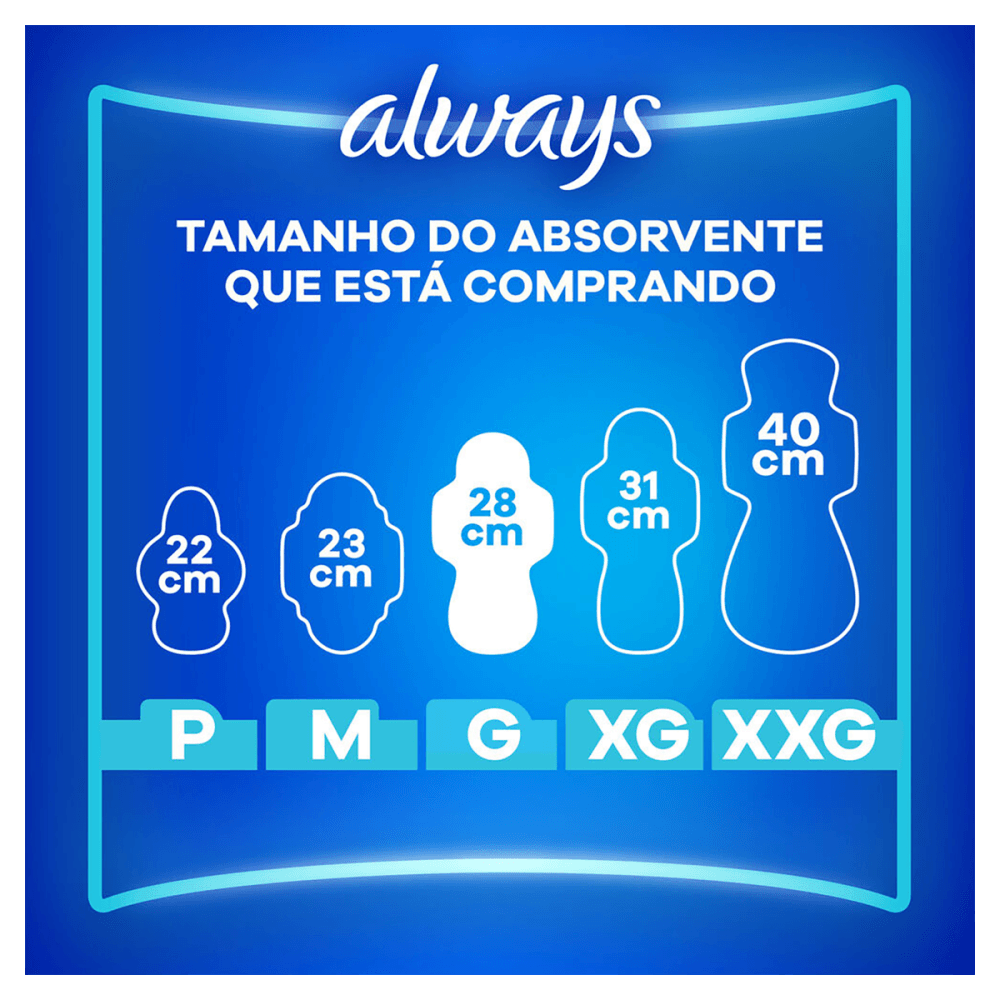 always
TAMANHO DO ABSORVENTE
QUE ESTÁ COMPRANDO
22
cm
23
cm
28
cm
31
cm
40
cm
P M G XG XXG